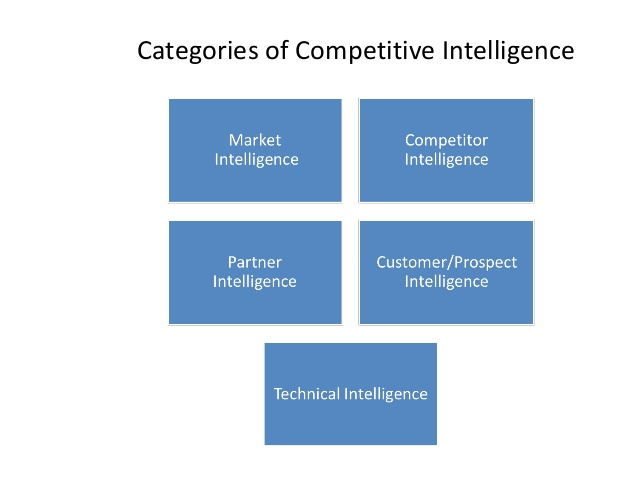 Categories of Competitive Intelligence
Market
Intelligence
Competitor
Intelligence
Partner
Intelligence
Customer/Prospect
Intelligence
Technical Intelligence